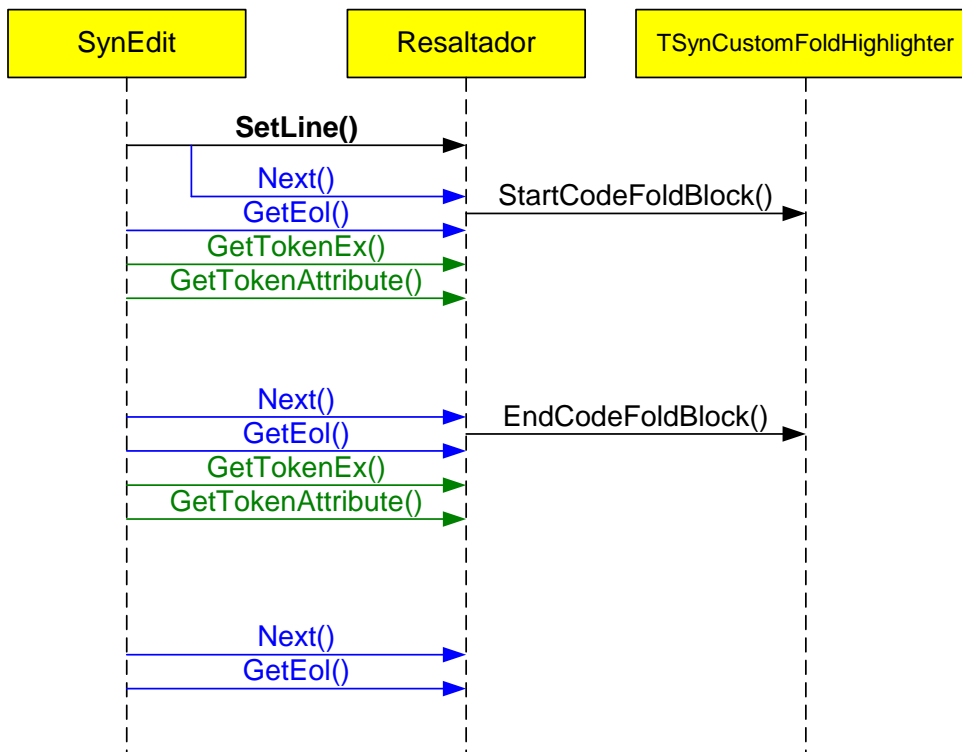 SynEdit
Resaltador
TSynCustomFoldHighlighter
SetLine()
Next()
StartCodeFoldBlock()
GetEol()
GetTokenEx()
GetTokenAttribute()
Next()
EndCodeFoldBlock()
GetEol()
GetTokenEx()
GetTokenAttribute()
Next()
GetEol()